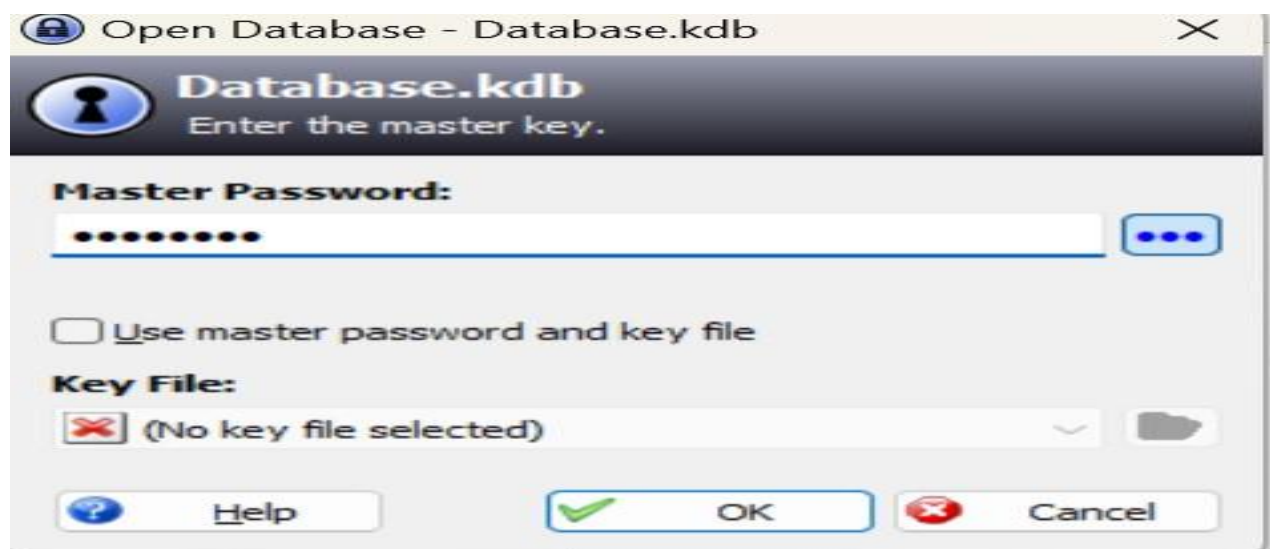 Open Database - Database.kdb
Database.kdb
Enter the master key.
Master Password:
••••••••
Use master password and key file
Key File:
(No key file selected)
Help OK Cancel